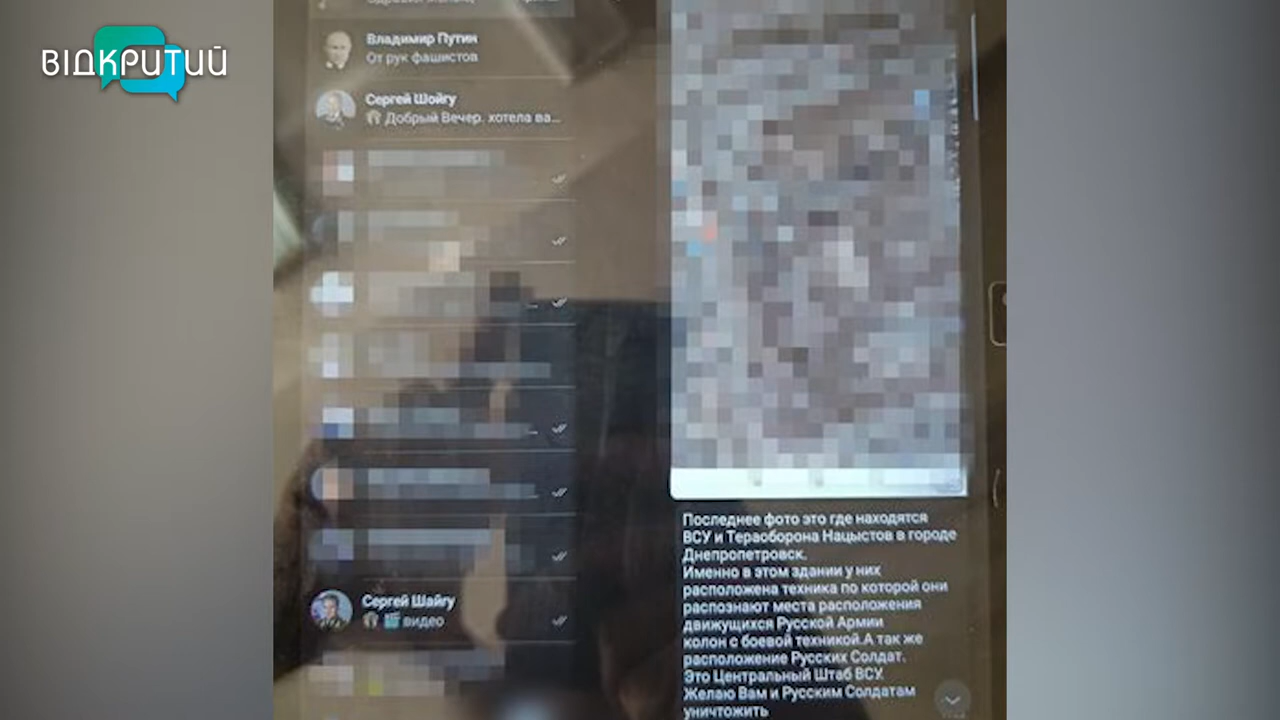 ВІДКРИТИЙ
Владимир Путин
От рук фашистов
Сергей Шойгу
Добрый Вечер. хотела ва...
Сергей Шайгу
видео
Последнее фото это где находятся
ВСУ и Тераоборона Нацыстов в городе
Днепропетровск.
Именно в этом здании у них
расположена техника по которой они
распознают места расположения
движущихся Русской Армии
колон с боевой техникой.А так же
расположение Русских Солдат.
Это Центральный Штаб ВСУ.
Желаю Вам и Русским Солдатам
уничтожить